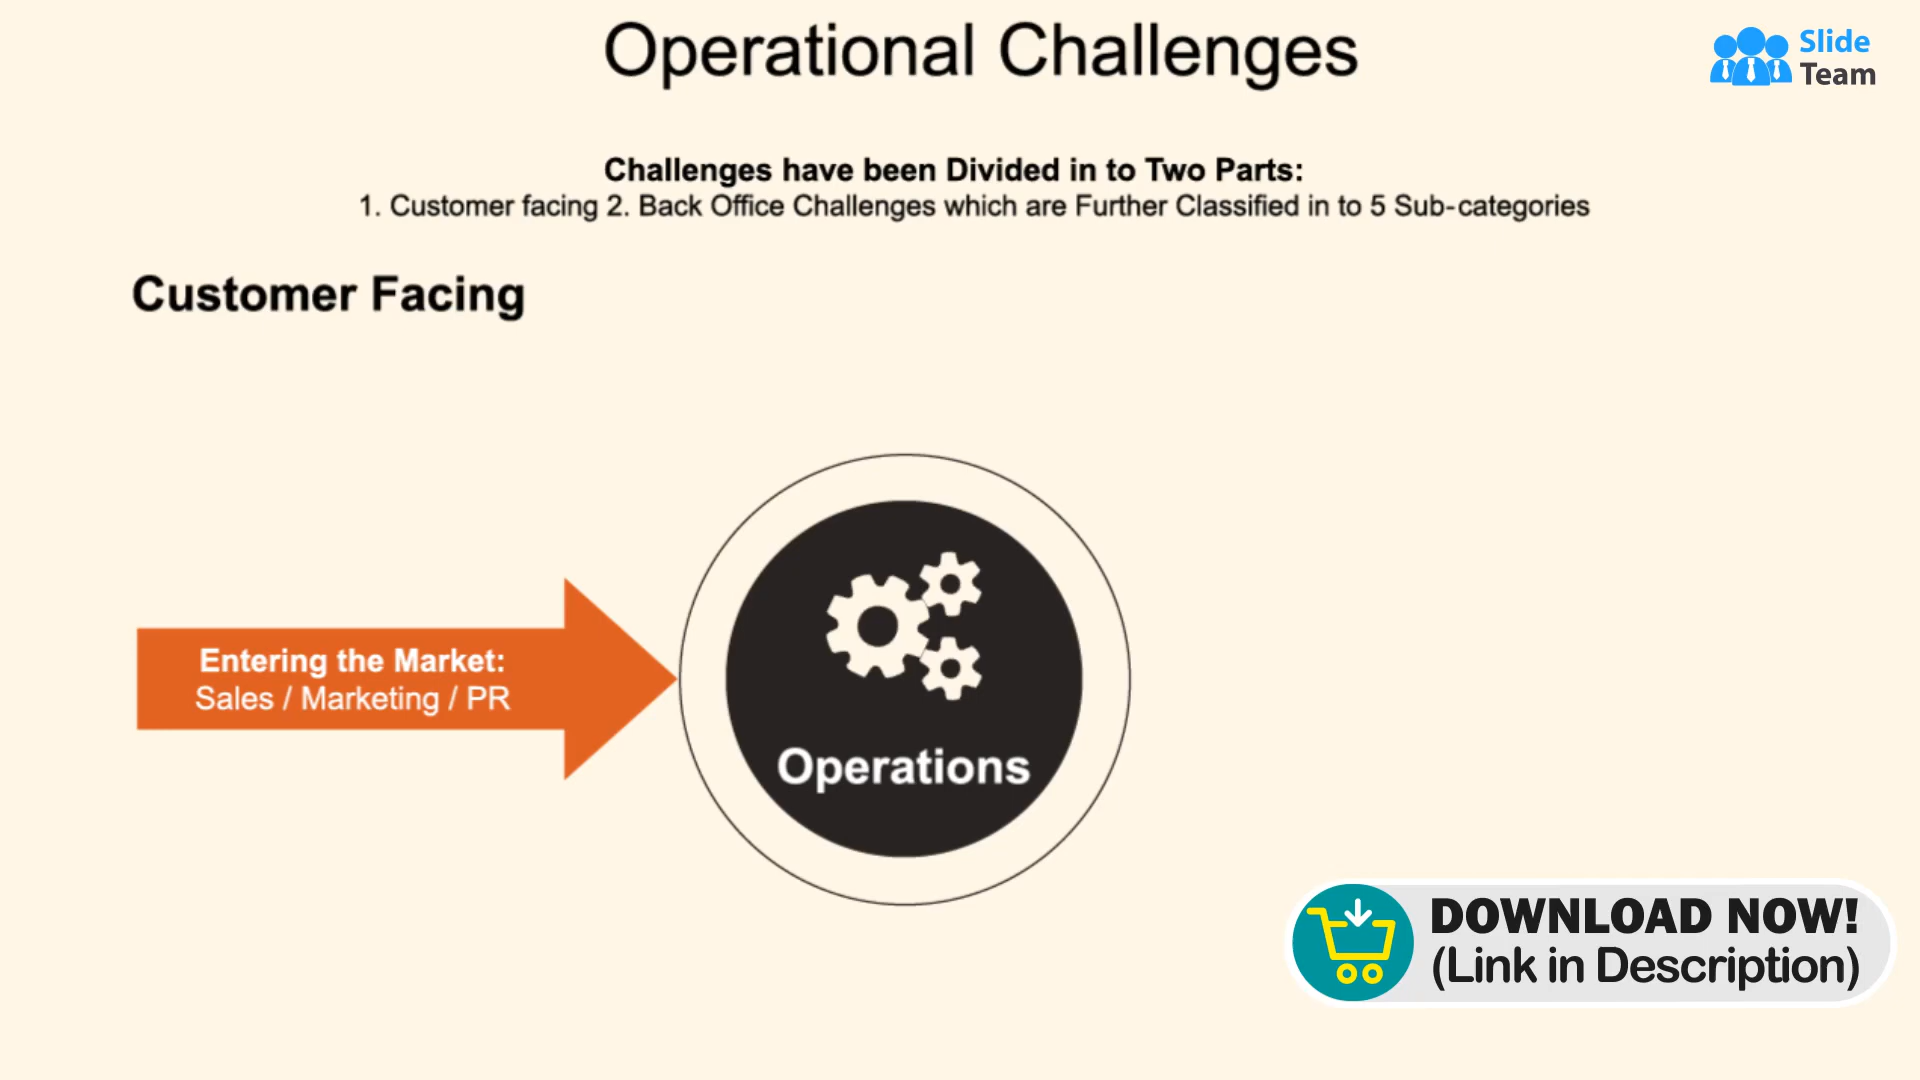 Operational Challenges
Slide
Team
Challenges have been Divided in to Two Parts:
1. Customer facing 2. Back Office Challenges which are Further Classified in to 5 Sub-categories
Customer Facing
Entering the Market:
Sales / Marketing / PR
Operations
DOWNLOAD NOW!
(Link in Description)